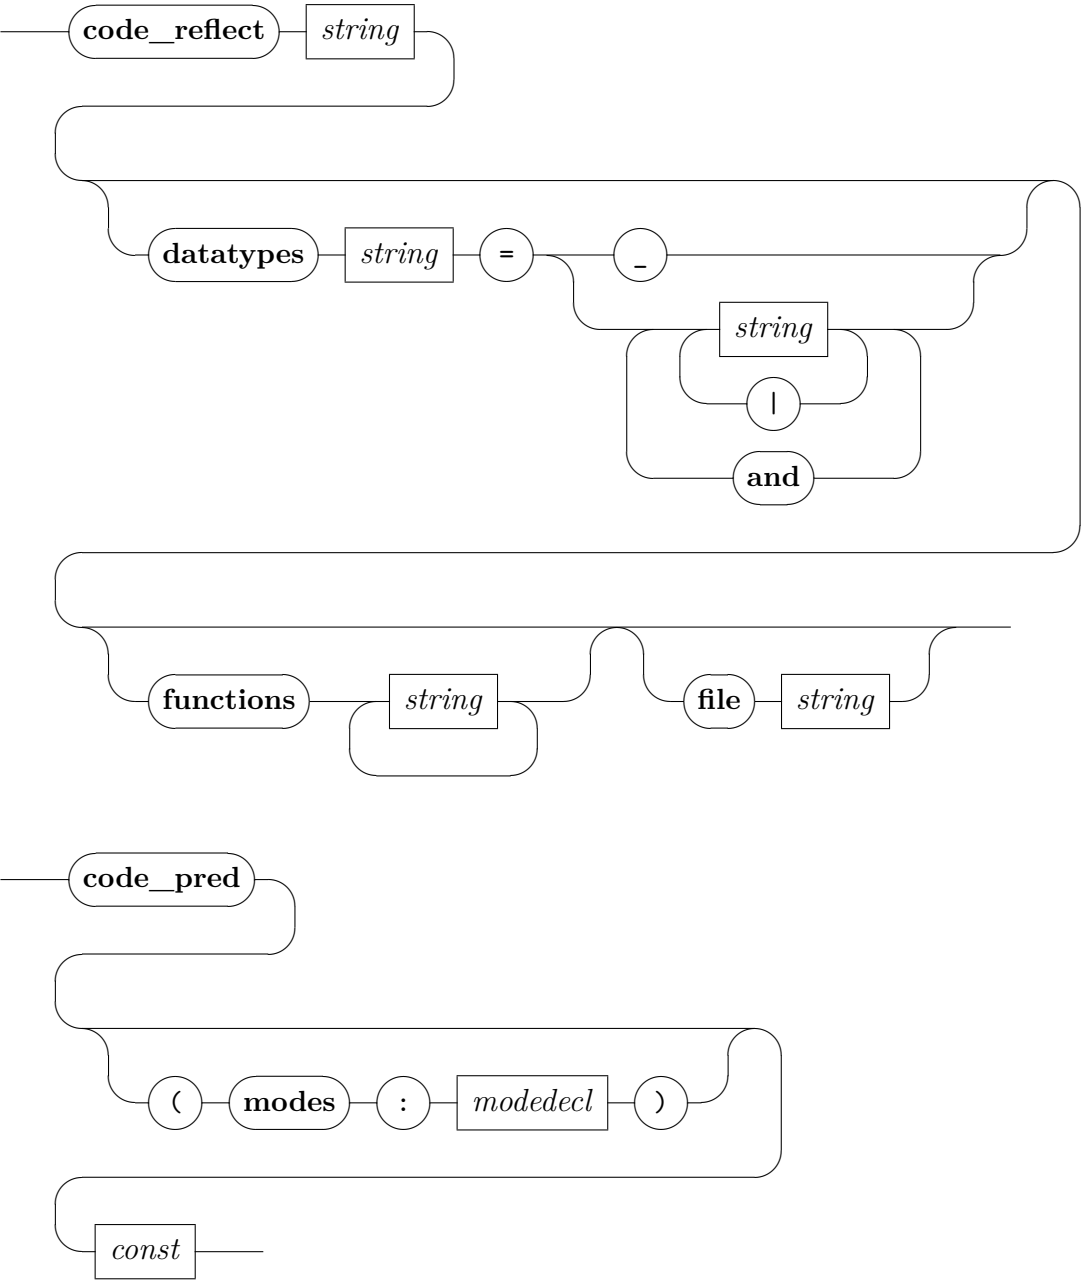 code_reflect string
datatypes string = _
string
|
and
functions string file string
code_pred
( modes : modedecl )
const